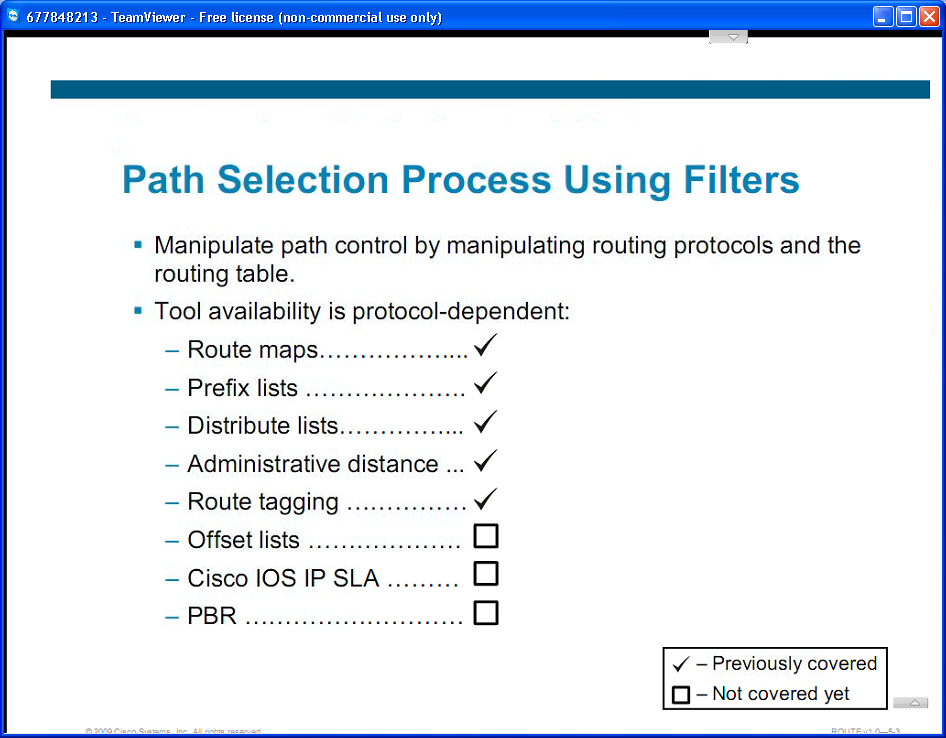 677848213 - TeamViewer - Free license (non-commercial use only)
Path Selection Process Using Filters
▪ Manipulate path control by manipulating routing protocols and the
routing table.
▪ Tool availability is protocol-dependent:
– Route maps……………..... ✓
– Prefix lists ……………….. ✓
– Distribute lists…………... ✓
– Administrative distance ... ✓
– Route tagging …………… ✓
– Offset lists ………………. ☐
– Cisco IOS IP SLA ……… ☐
– PBR ……………………… ☐
✓ – Previously covered
☐ – Not covered yet
© 2009 Cisco Systems, Inc. All rights reserved.
ROUTE v1.0—5-3